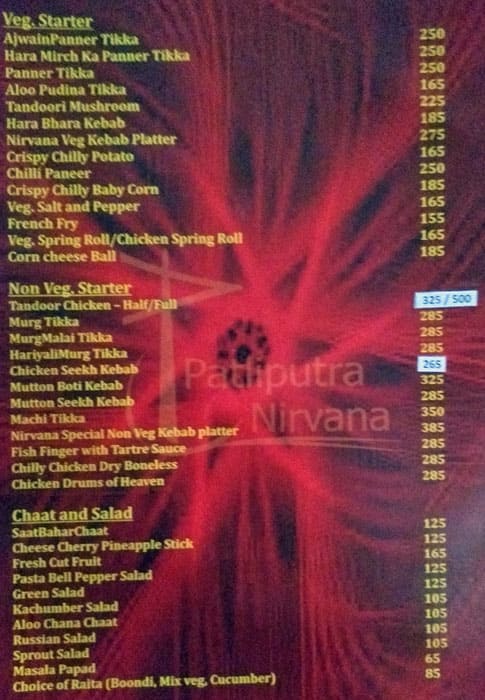 Veg. Starter
AjwainPanner Tikka 250
Hara Mirch Ka Panner Tikka 250
Panner Tikka 250
Aloo Pudina Tikka 165
Tandoori Mushroom 225
Hara Bhara Kebab 185
Nirvana Veg Kebab Platter 275
Crispy Chilly Potato 165
Chilli Paneer 250
Crispy Chilly Baby Corn 185
Veg. Salt and Pepper 165
French Fry 155
Veg. Spring Roll/Chicken Spring Roll 165
Corn cheese Ball 185
Non Veg. Starter
Tandoor Chicken – Half/Full 325 / 500
Murg Tikka 285
MurgMalai Tikka 285
HariyaliMurg Tikka 285
Chicken Seekh Kebab 265
Mutton Boti Kebab 325
Mutton Seekh Kebab 285
Machi Tikka 350
Nirvana Special Non Veg Kebab platter 385
Fish Finger with Tartre Sauce 285
Chilly Chicken Dry Boneless 285
Chicken Drums of Heaven 285
Patliputra
Nirvana
Chaat and Salad
SaatBaharChaat 125
Cheese Cherry Pineapple Stick 125
Fresh Cut Fruit 165
Pasta Bell Pepper Salad 125
Green Salad 125
Kachumber Salad 105
Aloo Chana Chaat 105
Russian Salad 105
Sprout Salad 105
Masala Papad 65
Choice of Raita (Boondi, Mix veg, Cucumber) 85